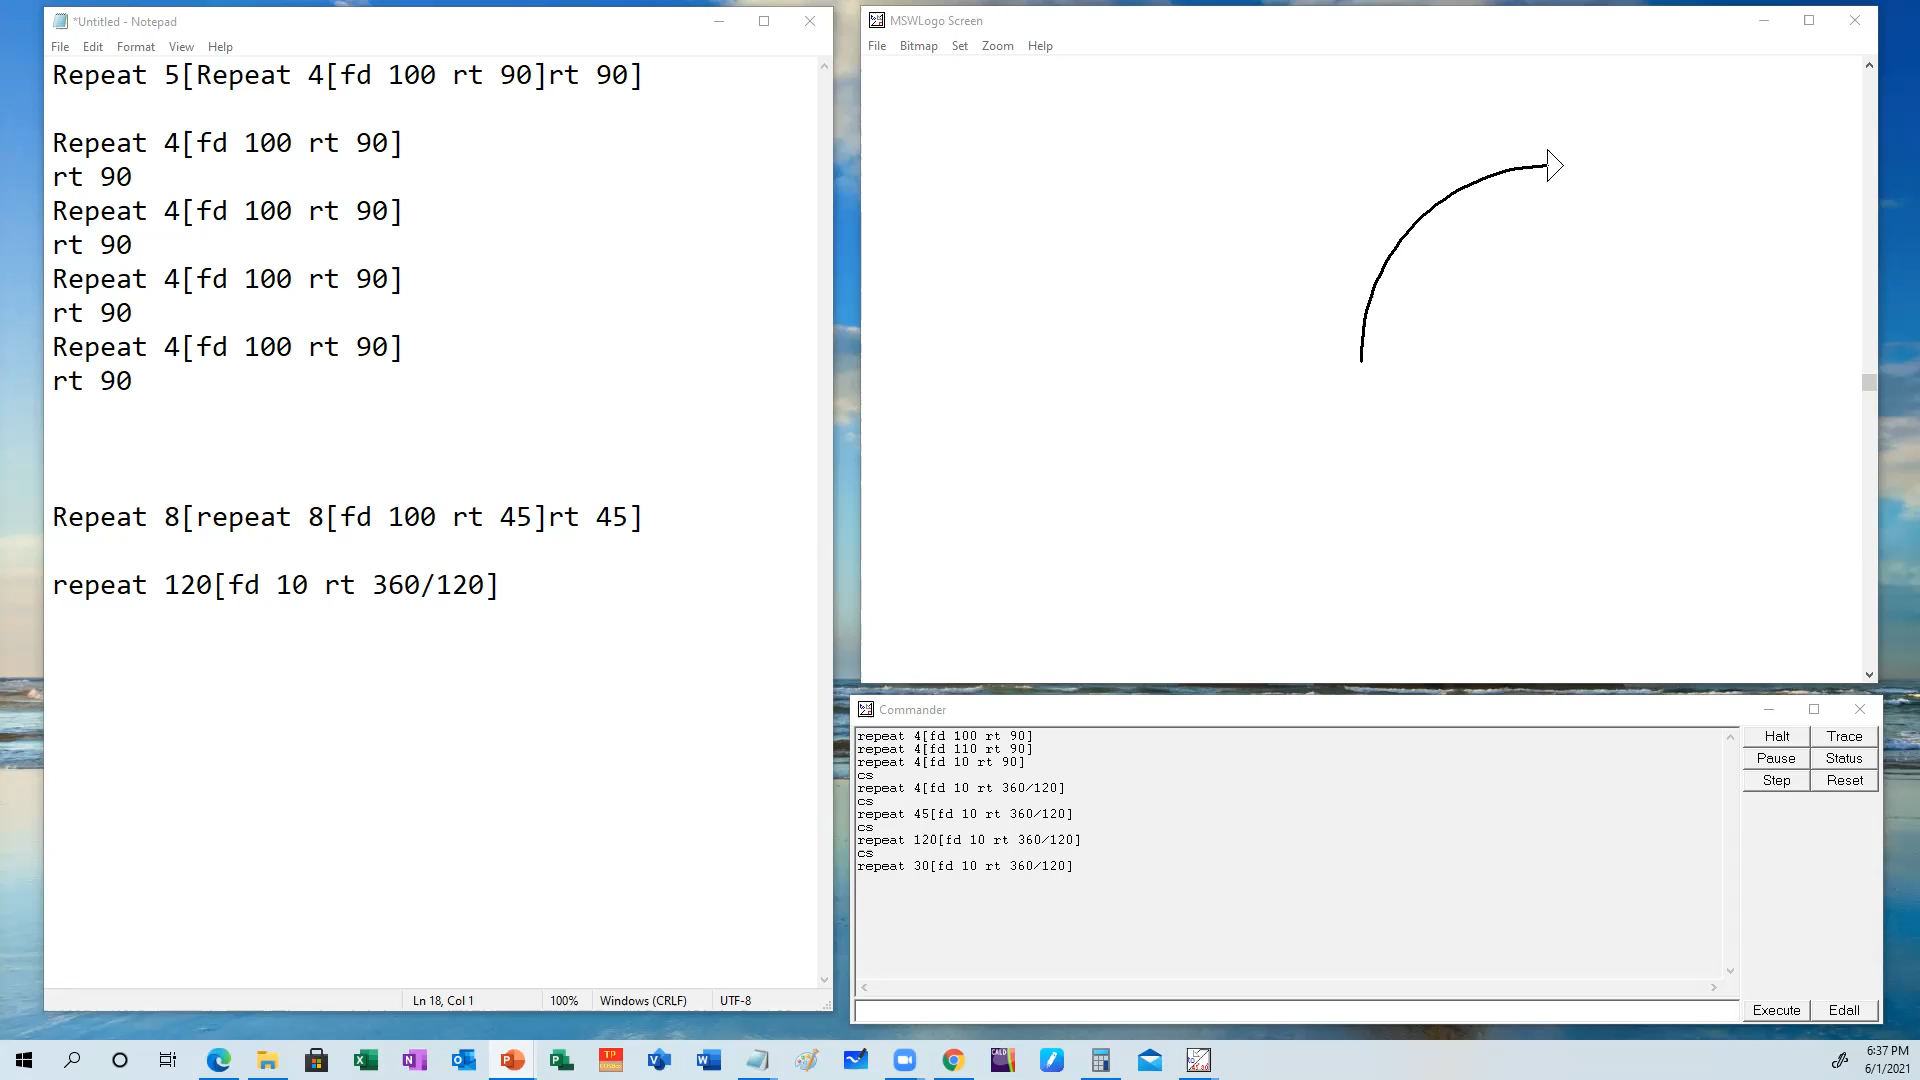 *Untitled - Notepad
File Edit Format View Help
Repeat 5[Repeat 4[fd 100 rt 90]rt 90]
Repeat 4[fd 100 rt 90]
rt 90
Repeat 4[fd 100 rt 90]
rt 90
Repeat 4[fd 100 rt 90]
rt 90
Repeat 4[fd 100 rt 90]
rt 90
Repeat 8[repeat 8[fd 100 rt 45]rt 45]
repeat 120[fd 10 rt 360/120]
Ln 18, Col 1 100% Windows (CRLF) UTF-8
MSWLogo Screen
File Bitmap Set Zoom Help
Commander
repeat 4[fd 100 rt 90]
repeat 4[fd 110 rt 90]
repeat 4[fd 10 rt 90]
cs
repeat 4[fd 10 rt 360/120]
cs
repeat 45[fd 10 rt 360/120]
cs
repeat 120[fd 10 rt 360/120]
cs
repeat 30[fd 10 rt 360/120]
Halt Trace
Pause Status
Step Reset
Execute Edall
6:37 PM
6/1/2021